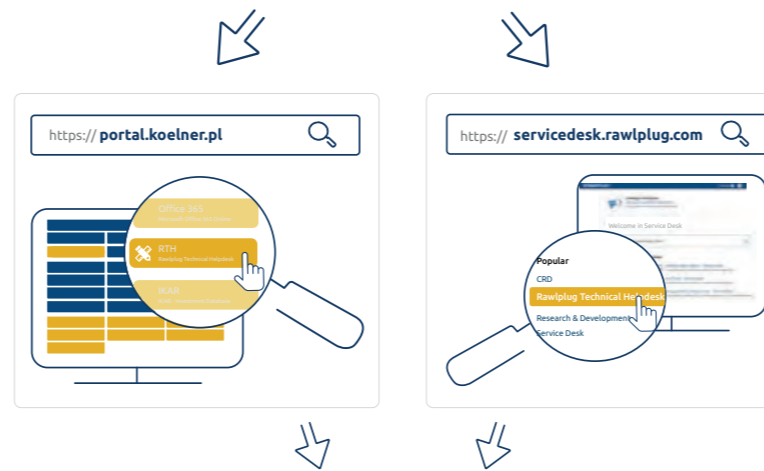 https:// portal.koelner.pl
Office 365
RTH
Rawlplug Technical Helpdesk
https:// servicedesk.rawlplug.com
Welcome in Service Desk
Popular
CRD
Rawlplug Technical Helpdesk
Research & Development
Service Desk